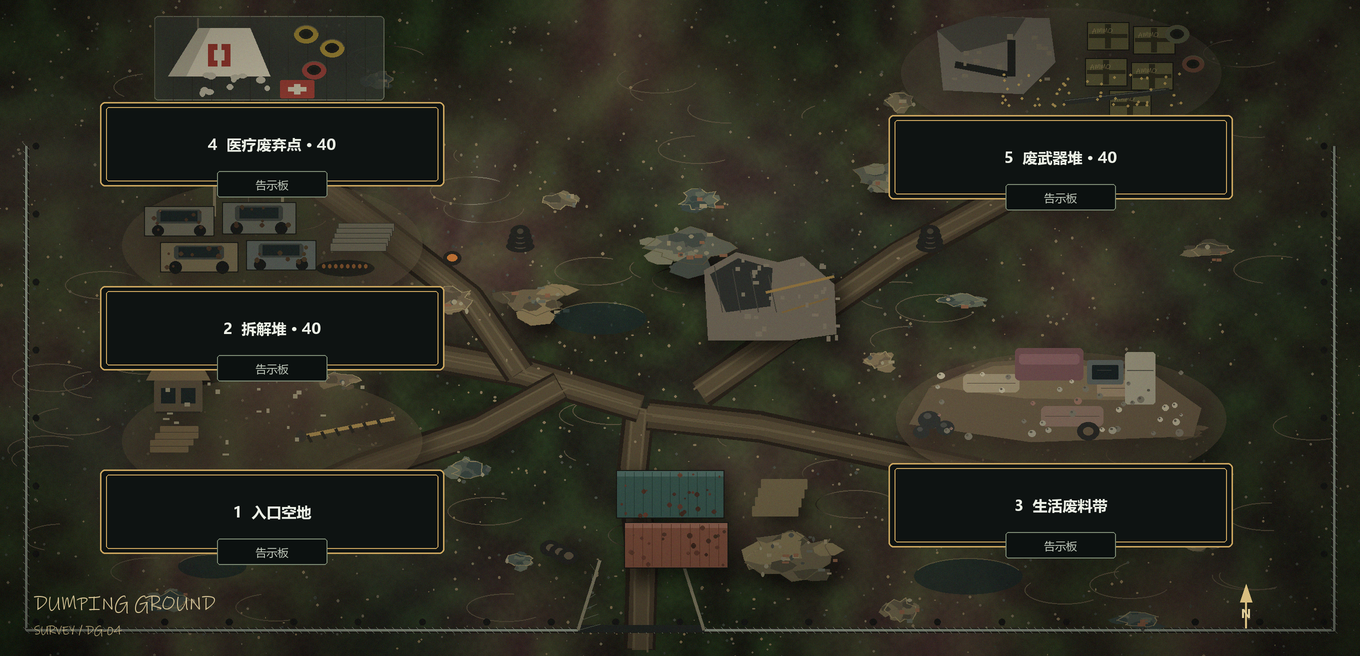 4 医疗废弃点 • 40
告示板
5 废武器堆 • 40
告示板
2 拆解堆 • 40
告示板
1 入口空地
告示板
3 生活废料带
告示板
DUMPING GROUND
SURVEY / DG-04
N